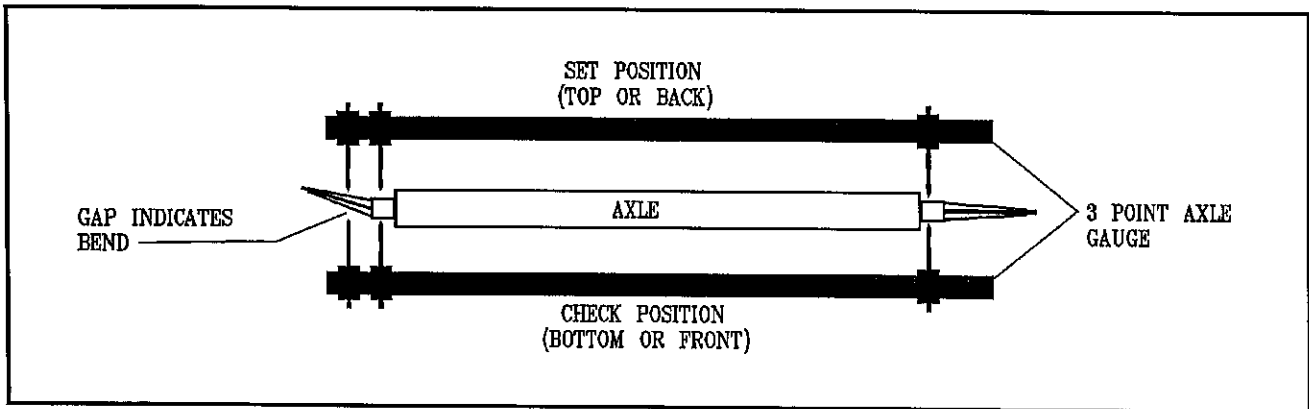 SET POSITION
(TOP OR BACK)
GAP INDICATES
BEND
AXLE
3 POINT AXLE
GAUGE
CHECK POSITION
(BOTTOM OR FRONT)